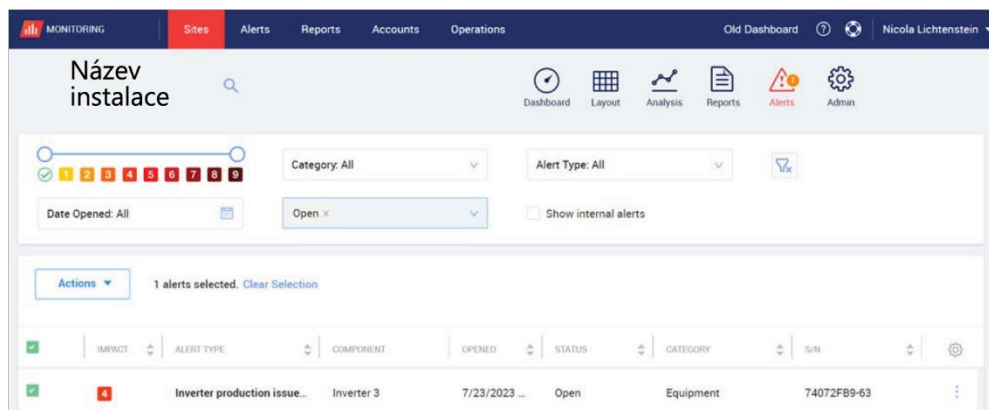 MONITORING Sites Alerts Reports Accounts Operations Old Dashboard ? Nicola Lichtenstein
Název
instalace
Dashboard Layout Analysis Reports Alerts Admin
1 2 3 4 5 6 7 8 9
Category: All
Alert Type: All
Date Opened: All
Open ×
Show internal alerts
Actions 1 alerts selected. Clear Selection
IMPACT ALERT TYPE COMPONENT OPENED STATUS CATEGORY S/N
4 Inverter production issue... Inverter 3 7/23/2023 ... Open Equipment 74072FB9-63